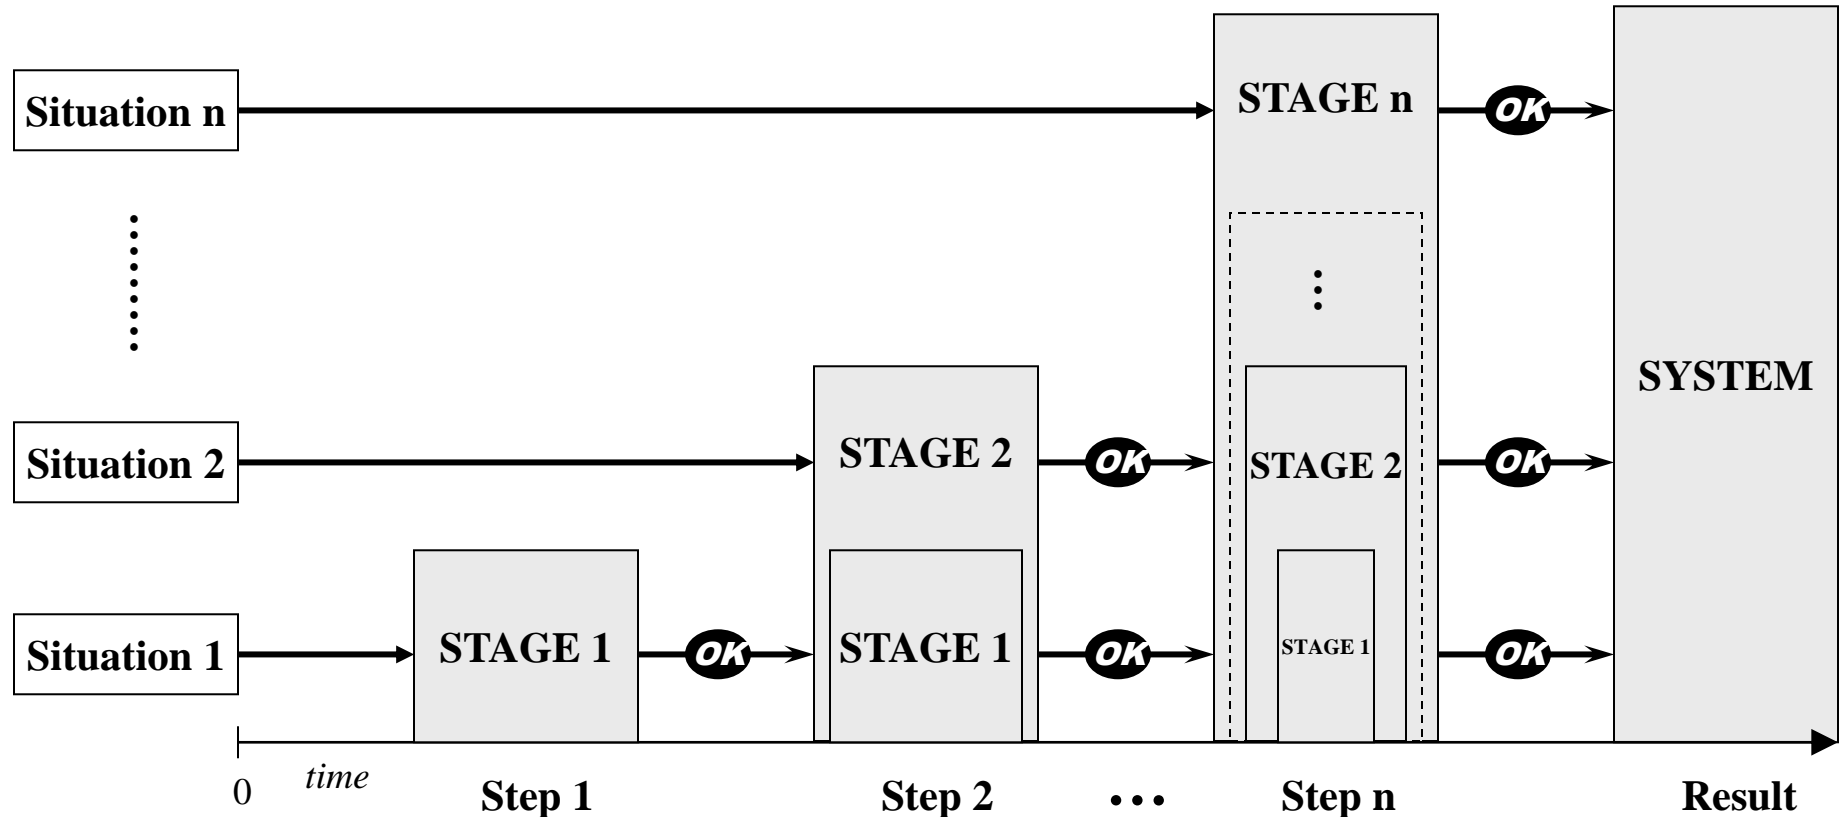 Situation n
STAGE n
OK
Situation 2
STAGE 2
OK
STAGE 2
OK
SYSTEM
Situation 1
STAGE 1
OK
STAGE 1
OK
STAGE 1
OK
0
time
Step 1
Step 2
...
Step n
Result